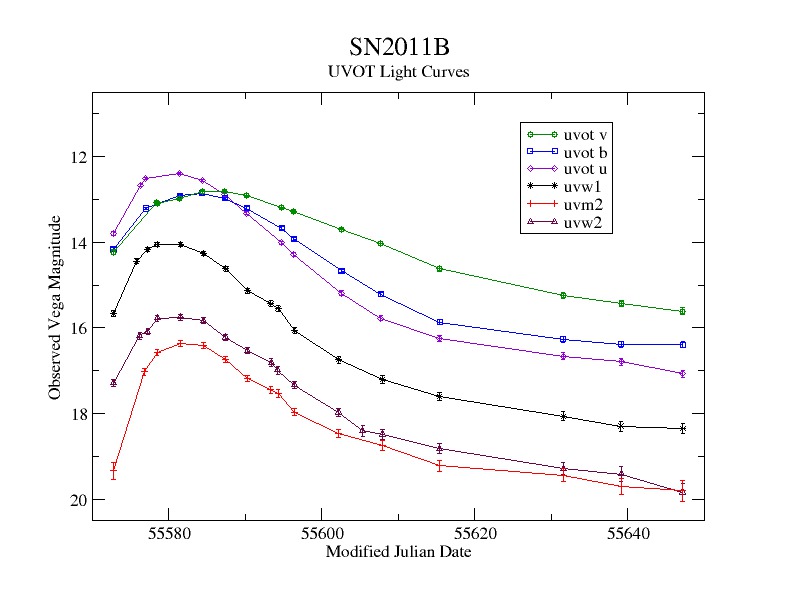 SN2011B
UVOT Light Curves
uvot v
uvot b
uvot u
uvw1
uvm2
uvw2
Observed Vega Magnitude
12
14
16
18
20
55580
55600
55620
55640
Modified Julian Date